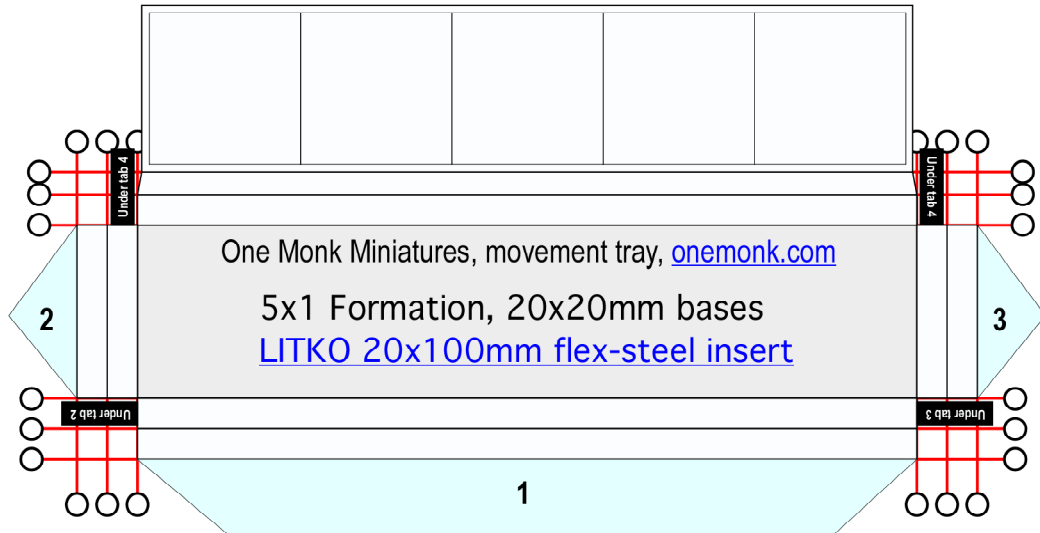 Under tab 4
Under tab 4
One Monk Miniatures, movement tray, onemonk.com
5x1 Formation, 20x20mm bases
LITKO 20x100mm flex-steel insert
2
3
Under tab 2
Under tab 3
1